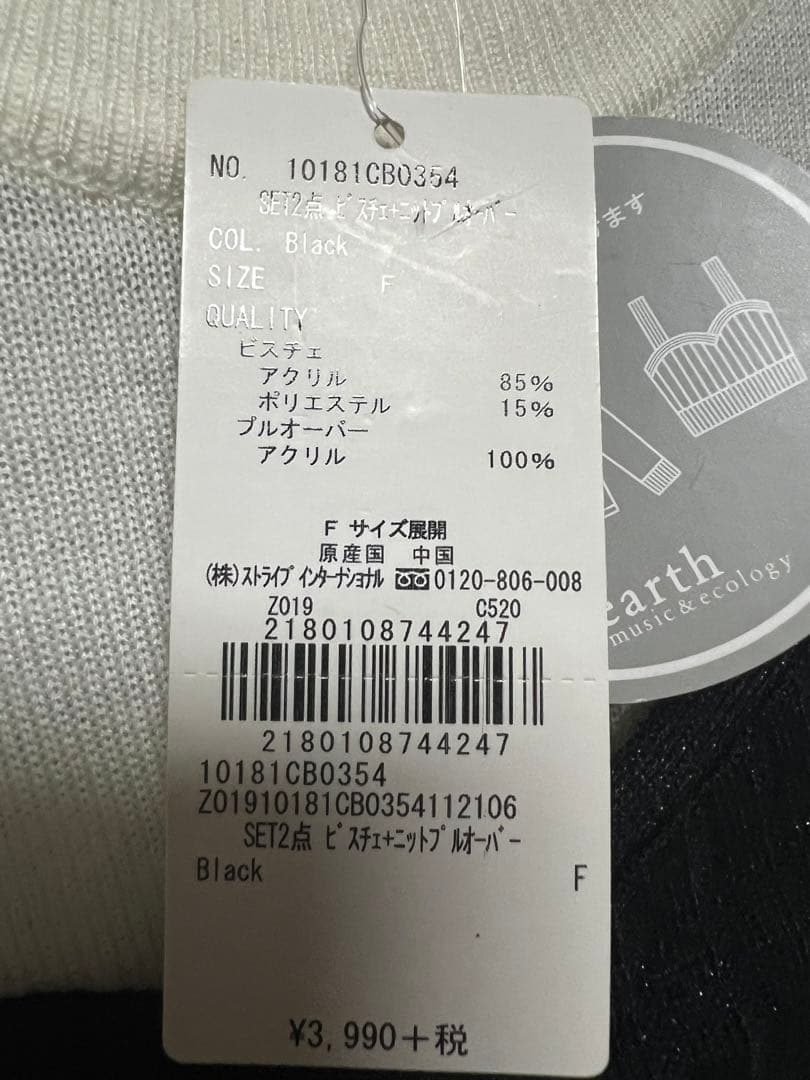 NO. 10181CB0354
SET2点 ﾋﾞｽﾁｪ+ﾆｯﾄﾌﾟﾙｵｰﾊﾞｰ
COL. Black
SIZE F
QUALITY
ビスチェ
アクリル 85%
ポリエステル 15%
プルオーバー
アクリル 100%
F サイズ展開
原産国 中国
(株)ｽﾄﾗｲﾌﾟ ｲﾝﾀｰﾅｼｮﾅﾙ 0120-806-008
Z019 C520
2180108744247
2180108744247
10181CB0354
Z01910181CB0354112106
SET2点 ﾋﾞｽﾁｪ+ﾆｯﾄﾌﾟﾙｵｰﾊﾞｰ
Black F
¥3,990+税
ます
earth
music&ecology